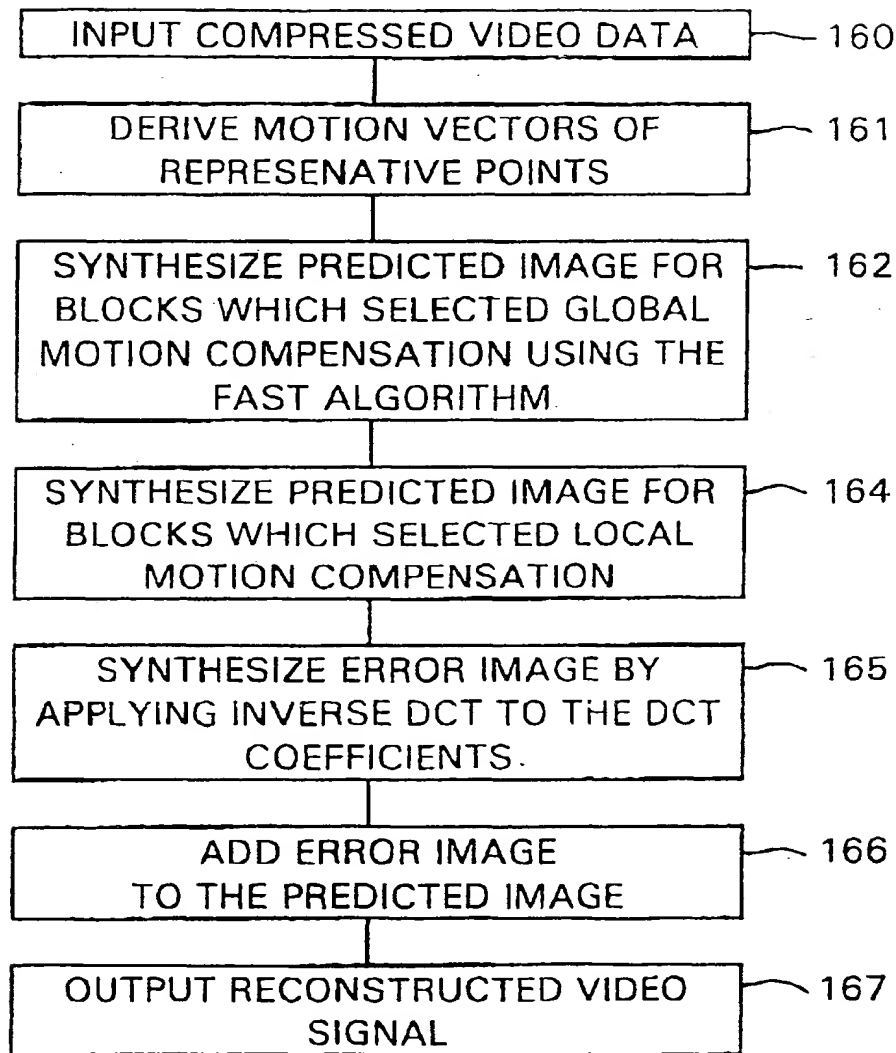 INPUT COMPRESSED VIDEO DATA 160
DERIVE MOTION VECTORS OF 161
REPRESENATIVE POINTS
SYNTHESIZE PREDICTED IMAGE FOR 162
BLOCKS WHICH SELECTED GLOBAL
MOTION COMPENSATION USING THE
FAST ALGORITHM
SYNTHESIZE PREDICTED IMAGE FOR 164
BLOCKS WHICH SELECTED LOCAL
MOTION COMPENSATION
SYNTHESIZE ERROR IMAGE BY 165
APPLYING INVERSE DCT TO THE DCT
COEFFICIENTS.
ADD ERROR IMAGE 166
TO THE PREDICTED IMAGE
OUTPUT RECONSTRUCTED VIDEO 167
SIGNAL